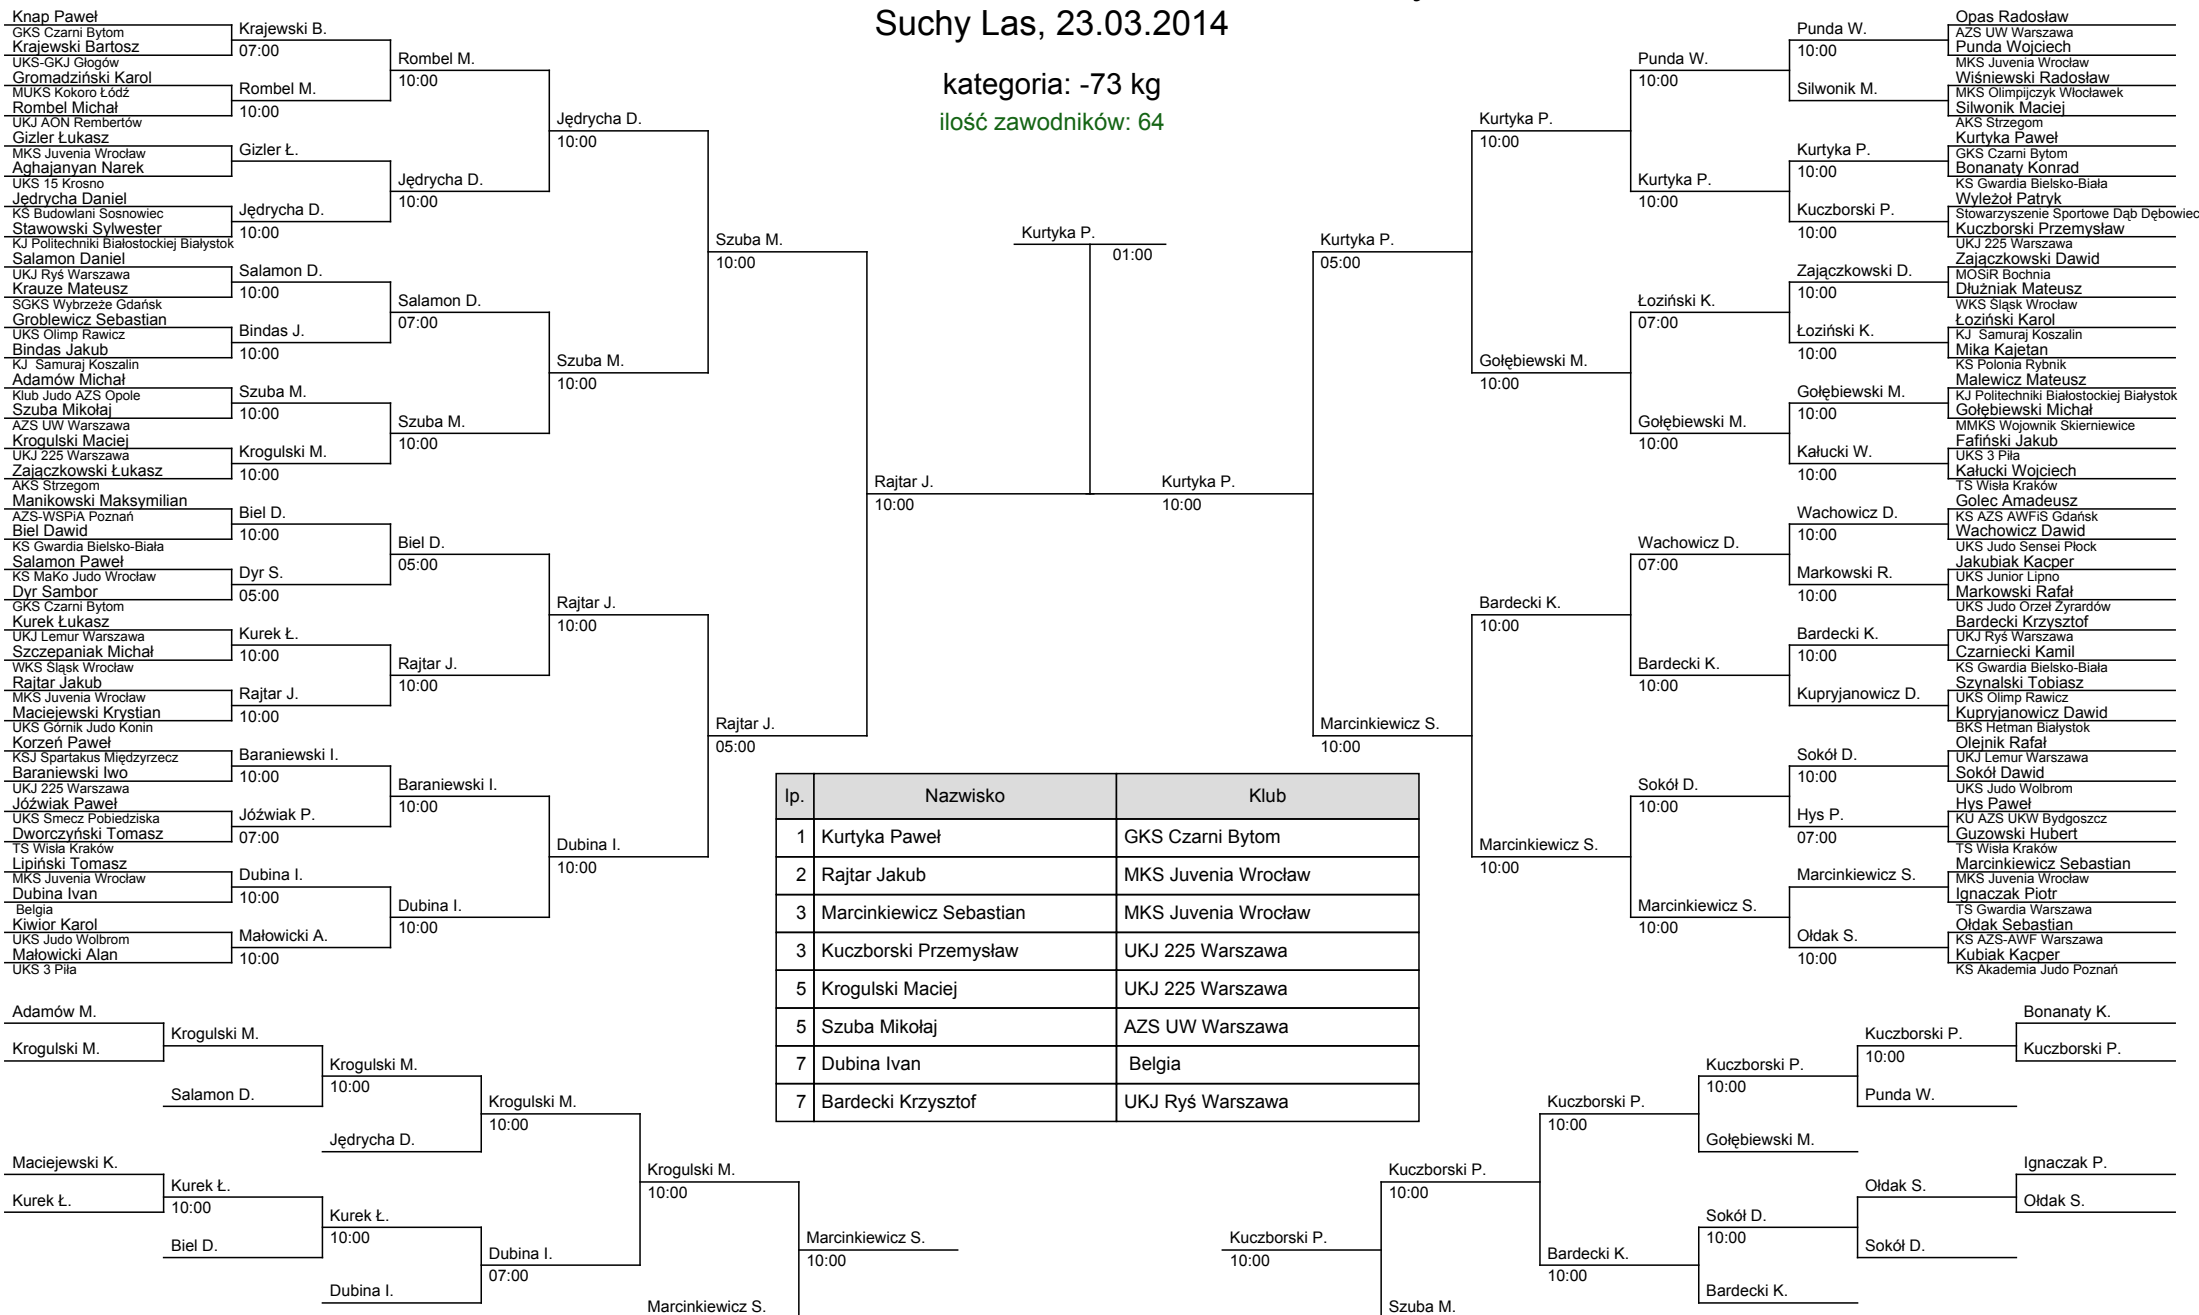 Suchy Las, 23.03.2014
kategoria: -73 kg
ilość zawodników: 64
Knap Paweł
GKS Czarni Bytom
Krajewski Bartosz
UKS-GKJ Głogów
Gromadziński Karol
MUKS Kokoro Łódź
Rombel Michał
UKJ AON Rembertów
Gizler Łukasz
MKS Juvenia Wrocław
Aghajanyan Narek
UKS 15 Krosno
Jędrycha Daniel
KS Budowlani Sosnowiec
Stawowski Sylwester
KJ Politechniki Białostockiej Białystok
Salamon Daniel
UKJ Ryś Warszawa
Krauze Mateusz
SGKS Wybrzeże Gdańsk
Groblewicz Sebastian
UKS Olimp Rawicz
Bindas Jakub
KJ Samuraj Koszalin
Adamów Michał
Klub Judo AZS Opole
Szuba Mikołaj
AZS UW Warszawa
Krogulski Maciej
UKJ 225 Warszawa
Zajączkowski Łukasz
AKS Strzegom
Manikowski Maksymilian
AZS-WSPiA Poznań
Biel Dawid
KS Gwardia Bielsko-Biała
Salamon Paweł
KS MaKo Judo Wrocław
Dyr Sambor
GKS Czarni Bytom
Kurek Łukasz
UKJ Lemur Warszawa
Szczepaniak Michał
WKS Śląsk Wrocław
Rajtar Jakub
MKS Juvenia Wrocław
Maciejewski Krystian
UKS Górnik Judo Konin
Korzeń Paweł
KSJ Spartakus Międzyrzecz
Baraniewski Iwo
UKJ 225 Warszawa
Jóźwiak Paweł
UKS Smecz Pobiedziska
Dworczyński Tomasz
TS Wisła Kraków
Lipiński Tomasz
MKS Juvenia Wrocław
Dubina Ivan
Belgia
Kiwior Karol
UKS Judo Wolbrom
Małowicki Alan
UKS 3 Piła
Krajewski B.
07:00
Rombel M.
10:00
Gizler Ł.
Jędrycha D.
10:00
Salamon D.
10:00
Bindas J.
10:00
Szuba M.
10:00
Krogulski M.
10:00
Biel D.
10:00
Dyr S.
05:00
Kurek Ł.
10:00
Rajtar J.
10:00
Baraniewski I.
10:00
Jóźwiak P.
07:00
Dubina I.
10:00
Małowicki A.
10:00
Rombel M.
10:00
Jędrycha D.
10:00
Salamon D.
07:00
Szuba M.
10:00
Biel D.
05:00
Rajtar J.
10:00
Baraniewski I.
10:00
Dubina I.
10:00
Jędrycha D.
10:00
Szuba M.
10:00
Rajtar J.
10:00
Dubina I.
10:00
Szuba M.
10:00
Rajtar J.
05:00
Rajtar J.
10:00
Kurtyka P.
01:00
Kurtyka P.
10:00
Kurtyka P.
05:00
Marcinkiewicz S.
10:00
Kurtyka P.
10:00
Gołębiewski M.
10:00
Bardecki K.
10:00
Marcinkiewicz S.
10:00
Punda W.
10:00
Kurtyka P.
10:00
Łoziński K.
07:00
Gołębiewski M.
10:00
Wachowicz D.
07:00
Bardecki K.
10:00
Sokół D.
10:00
Marcinkiewicz S.
10:00
Punda W.
10:00
Silwonik M.
Kurtyka P.
10:00
Kuczborski P.
10:00
Zajączkowski D.
10:00
Łoziński K.
10:00
Gołębiewski M.
10:00
Kałucki W.
10:00
Wachowicz D.
10:00
Markowski R.
10:00
Bardecki K.
10:00
Kupryjanowicz D.
Sokół D.
10:00
Hys P.
07:00
Marcinkiewicz S.
Ołdak S.
10:00
Opas Radosław
AZS UW Warszawa
Punda Wojciech
MKS Juvenia Wrocław
Wiśniewski Radosław
MKS Olimpijczyk Włocławek
Silwonik Maciej
AKS Strzegom
Kurtyka Paweł
GKS Czarni Bytom
Bonanaty Konrad
KS Gwardia Bielsko-Biała
Wyleżoł Patryk
Stowarzyszenie Sportowe Dąb Dębowiec
Kuczborski Przemysław
UKJ 225 Warszawa
Zajączkowski Dawid
MOSiR Bochnia
Dłużniak Mateusz
WKS Śląsk Wrocław
Łoziński Karol
KJ Samuraj Koszalin
Mika Kajetan
KS Polonia Rybnik
Malewicz Mateusz
KJ Politechniki Białostockiej Białystok
Gołębiewski Michał
MMKS Wojownik Skierniewice
Fafiński Jakub
UKS 3 Piła
Kałucki Wojciech
TS Wisła Kraków
Golec Amadeusz
KS AZS AWFiS Gdańsk
Wachowicz Dawid
UKS Judo Sensei Płock
Jakubiak Kacper
UKS Junior Lipno
Markowski Rafał
UKS Judo Orzeł Żyrardów
Bardecki Krzysztof
UKJ Ryś Warszawa
Czarniecki Kamil
KS Gwardia Bielsko-Biała
Szynalski Tobiasz
UKS Olimp Rawicz
Kupryjanowicz Dawid
BKS Hetman Białystok
Olejnik Rafał
UKJ Lemur Warszawa
Sokół Dawid
UKS Judo Wolbrom
Hys Paweł
KU AZS UKW Bydgoszcz
Guzowski Hubert
TS Wisła Kraków
Marcinkiewicz Sebastian
MKS Juvenia Wrocław
Ignaczak Piotr
TS Gwardia Warszawa
Ołdak Sebastian
KS AZS-AWF Warszawa
Kubiak Kacper
KS Akademia Judo Poznań
lp. Nazwisko Klub
1 Kurtyka Paweł GKS Czarni Bytom
2 Rajtar Jakub MKS Juvenia Wrocław
3 Marcinkiewicz Sebastian MKS Juvenia Wrocław
3 Kuczborski Przemysław UKJ 225 Warszawa
5 Krogulski Maciej UKJ 225 Warszawa
5 Szuba Mikołaj AZS UW Warszawa
7 Dubina Ivan Belgia
7 Bardecki Krzysztof UKJ Ryś Warszawa
Adamów M.
Krogulski M.
Maciejewski K.
Kurek Ł.
Krogulski M.
Salamon D.
Kurek Ł.
10:00
Biel D.
Krogulski M.
10:00
Jędrycha D.
Kurek Ł.
10:00
Dubina I.
Krogulski M.
10:00
Dubina I.
07:00
Krogulski M.
10:00
Marcinkiewicz S.
Marcinkiewicz S.
10:00
Kuczborski P.
10:00
Kuczborski P.
10:00
Szuba M.
Kuczborski P.
10:00
Bardecki K.
10:00
Kuczborski P.
10:00
Gołębiewski M.
Sokół D.
10:00
Bardecki K.
Kuczborski P.
10:00
Punda W.
Ołdak S.
Sokół D.
Bonanaty K.
Kuczborski P.
Ignaczak P.
Ołdak S.